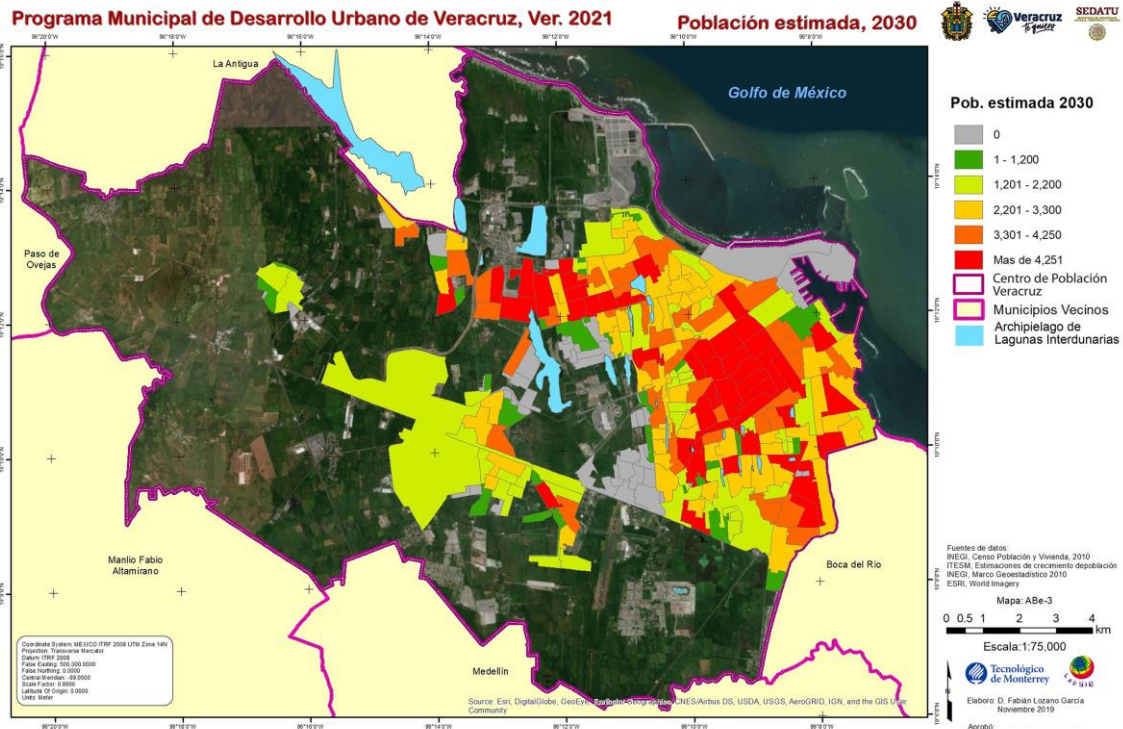 Programa Municipal de Desarrollo Urbano de Veracruz, Ver. 2021
Población estimada, 2030
Veracruz
Te quiero
SEDATU
96°20'0"W 96°18'0"W 96°16'0"W 96°14'0"W 96°12'0"W 96°10'0"W 96°8'0"W
La Antigua
Golfo de México
Paso de
Ovejas
Manlio Fabio
Altamirano
Medellín
Boca del Río
Pob. estimada 2030
0
1 - 1,200
1,201 - 2,200
2,201 - 3,300
3,301 - 4,250
Mas de 4,251
Centro de Población
Veracruz
Municipios Vecinos
Archipielago de
Lagunas Interdunarias
Fuentes de datos:
INEGI, Censo Población y Vivienda, 2010
ITESM, Estimaciones de crecimiento depoblación
INEGI, Marco Geoestadístico 2010
ESRI, World Imagery
Mapa: ABe-3
0 0.5 1 2 3 4
km
Escala:1:75,000
Tecnológico
de Monterrey
Elaboro: D. Fabián Lozano García
Noviembre 2019
Aprobó:
Coordinate System: MEXICO ITRF 2008 UTM Zone 14N
Projection: Transverse Mercator
Datum: ITRF 2008
False Easting: 500,000.0000
False Northing: 0.0000
Central Meridian: -99.0000
Scale Factor: 0.9996
Latitude Of Origin: 0.0000
Units: Meter
Source: Esri, DigitalGlobe, GeoEye, Earthstar Geographics, CNES/Airbus DS, USDA, USGS, AeroGRID, IGN, and the GIS User
Community